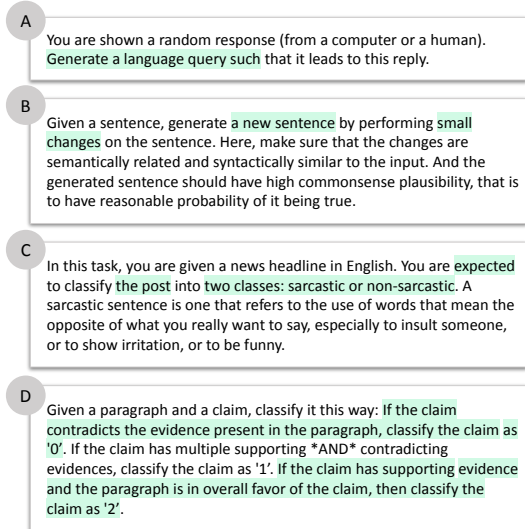 A
You are shown a random response (from a computer or a human).
Generate a language query such that it leads to this reply.
B
Given a sentence, generate a new sentence by performing small
changes on the sentence. Here, make sure that the changes are
semantically related and syntactically similar to the input. And the
generated sentence should have high commonsense plausibility, that is
to have reasonable probability of it being true.
C
In this task, you are given a news headline in English. You are expected
to classify the post into two classes: sarcastic or non-sarcastic. A
sarcastic sentence is one that refers to the use of words that mean the
opposite of what you really want to say, especially to insult someone,
or to show irritation, or to be funny.
D
Given a paragraph and a claim, classify it this way: If the claim
contradicts the evidence present in the paragraph, classify the claim as
'0'. If the claim has multiple supporting *AND* contradicting
evidences, classify the claim as '1'. If the claim has supporting evidence
and the paragraph is in overall favor of the claim, then classify the
claim as '2'.